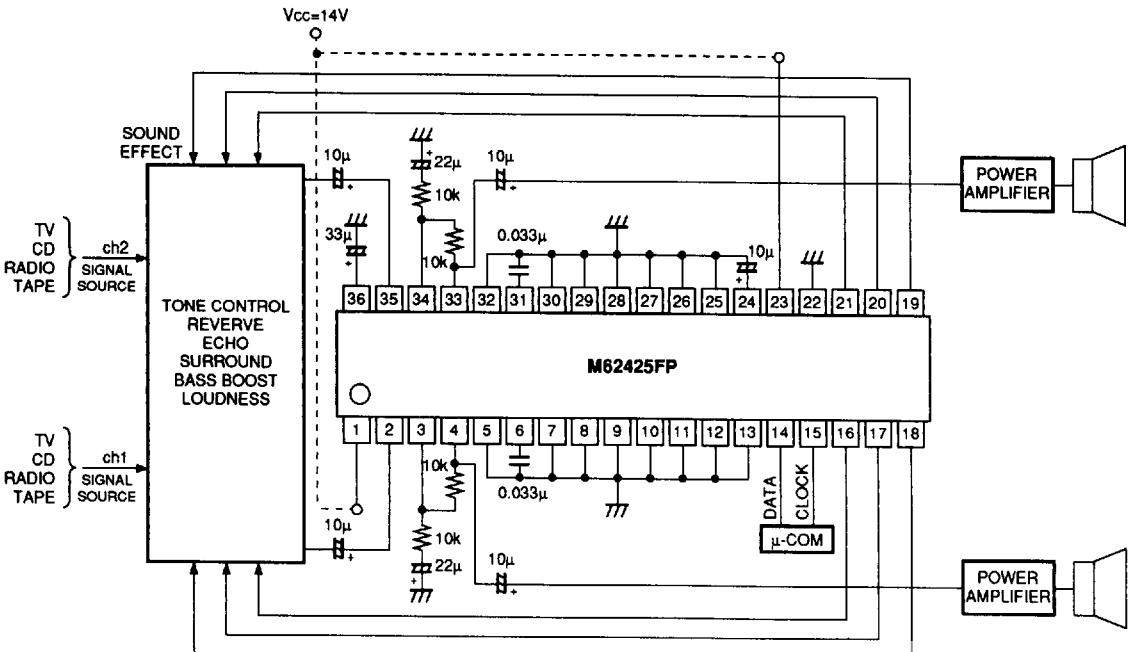 Vcc=14V
SOUND
EFFECT
10μ
22μ
10k
10μ
33μ
10k
0.033μ
10μ
POWER
AMPLIFIER
TV
CD
RADIO
TAPE
ch2
SIGNAL
SOURCE
36 35 34 33 32 31 30 29 28 27 26 25 24 23 22 21 20 19
TONE CONTROL
REVERVE
ECHO
SURROUND
BASS BOOST
LOUDNESS
M62425FP
TV
CD
RADIO
TAPE
ch1
SIGNAL
SOURCE
1 2 3 4 5 6 7 8 9 10 11 12 13 14 15 16 17 18
10k
0.033μ
DATA
CLOCK
μ-COM
10μ
10k
22μ
10μ
POWER
AMPLIFIER
+
+
+
+
+
+
+
+
+